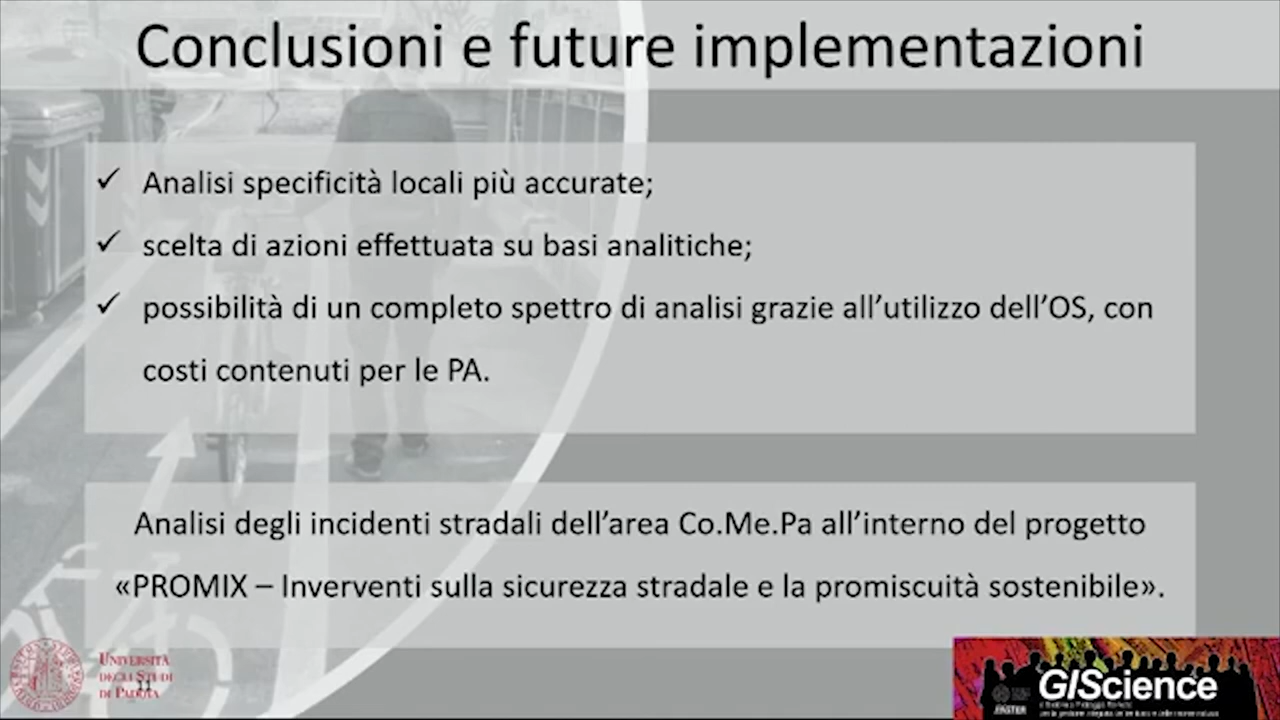 Conclusioni e future implementazioni
✓ Analisi specificità locali più accurate;
✓ scelta di azioni effettuata su basi analitiche;
✓ possibilità di un completo spettro di analisi grazie all’utilizzo dell’OS, con
costi contenuti per le PA.
Analisi degli incidenti stradali dell’area Co.Me.Pa all’interno del progetto
«PROMIX – Inverventi sulla sicurezza stradale e la promiscuità sostenibile».
UNIVERSITÀ
DEGLI STUDI
DI PADOVA
11
GIScience
MASTER